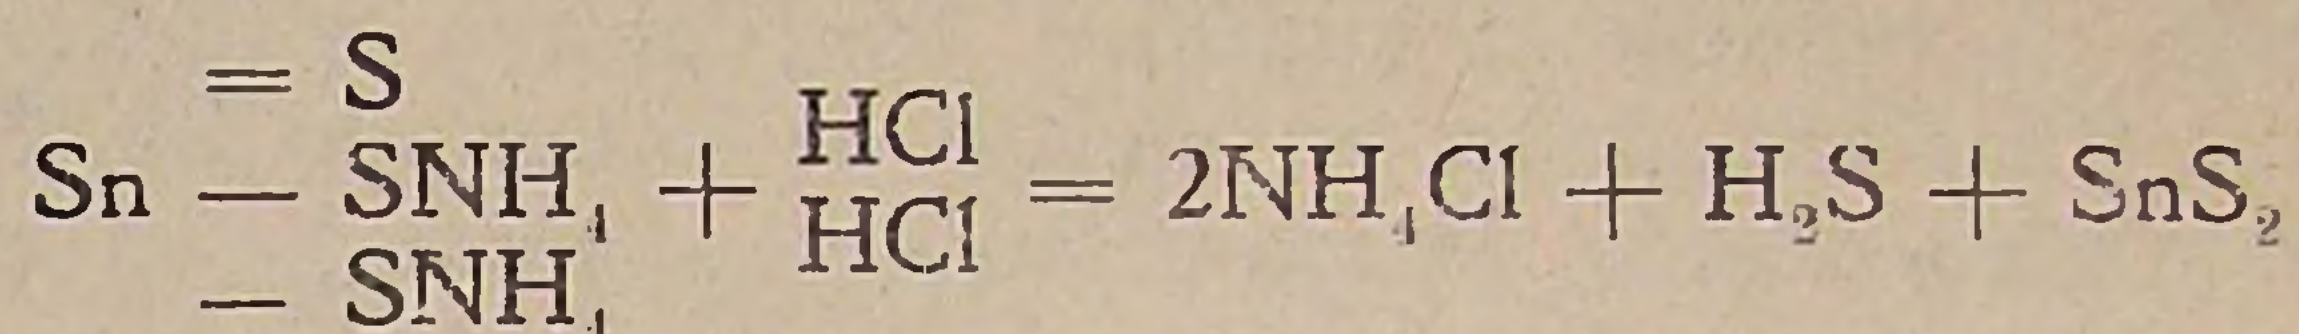 = S
HCl
Sn — SNH₄ + = 2NH₄Cl + H₂S + SnS₂
HCl
— SNH₄